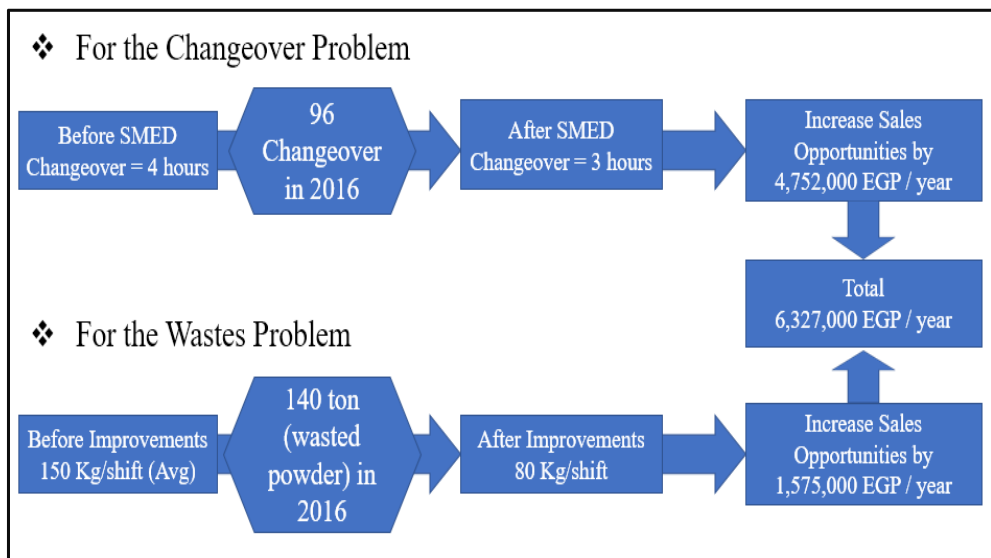 ❖ For the Changeover Problem
Before SMED
Changeover = 4 hours
96
Changeover
in 2016
After SMED
Changeover = 3 hours
Increase Sales
Opportunities by
4,752,000 EGP / year
Total
6,327,000 EGP / year
❖ For the Wastes Problem
Before Improvements
150 Kg/shift (Avg)
140 ton
(wasted
powder) in
2016
After Improvements
80 Kg/shift
Increase Sales
Opportunities by
1,575,000 EGP / year